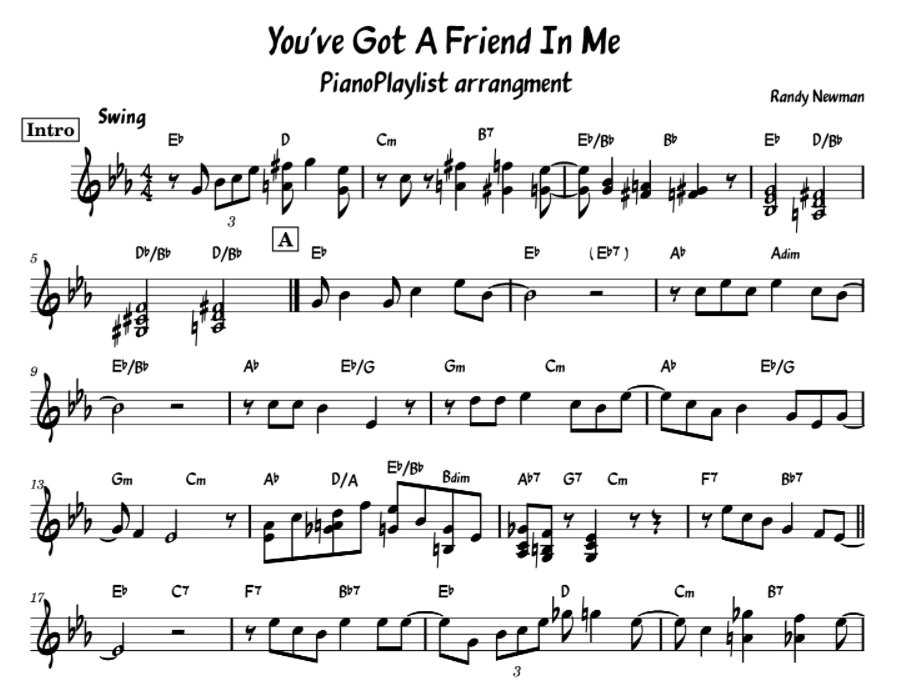 You've Got A Friend In Me
PianoPlaylist arrangment
Randy Newman
Swing
Intro
E♭ D Cm B7 E♭/B♭ B♭ E♭ D/B♭
3
A
5 D♭/B♭ D/B♭ E♭ E♭ (E♭7) A♭ Adim
9 E♭/B♭ A♭ E♭/G Gm Cm A♭ E♭/G
13 Gm Cm A♭ D/A E♭/B♭ Bdim A♭7 G7 Cm F7 B♭7
17 E♭ C7 F7 B♭7 E♭ D Cm B7
3